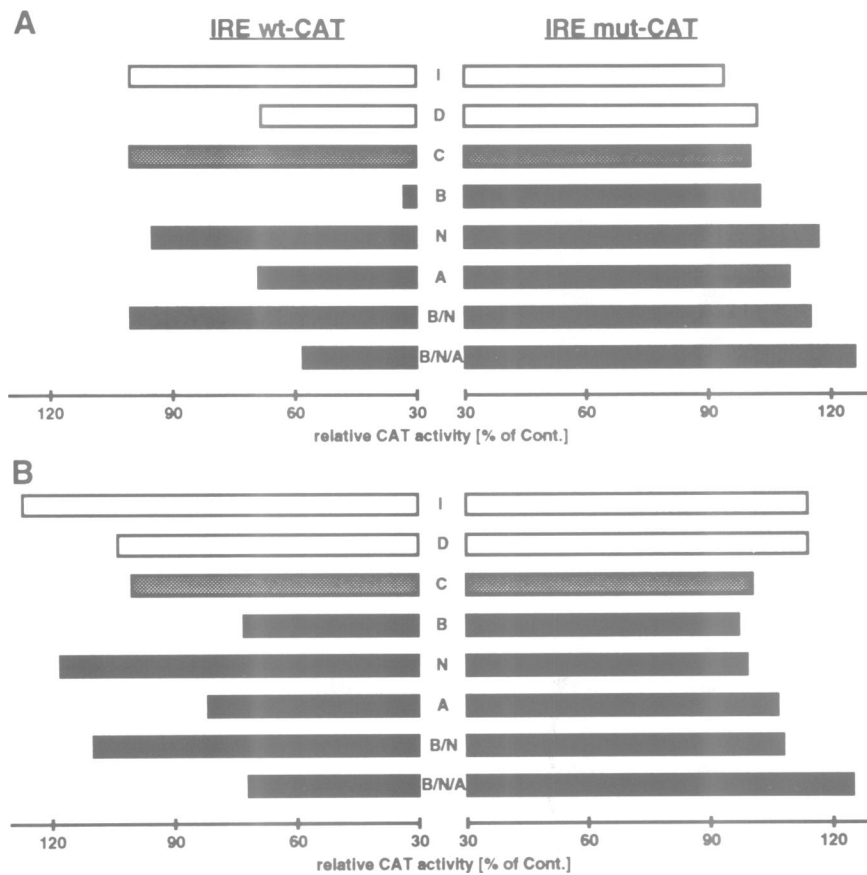 A
IRE wt-CAT IRE mut-CAT
I
D
C
B
N
A
B/N
B/N/A
120 90 60 30 30 60 90 120
relative CAT activity [% of Cont.]
B
I
D
C
B
N
A
B/N
B/N/A
120 90 60 30 30 60 90 120
relative CAT activity [% of Cont.]